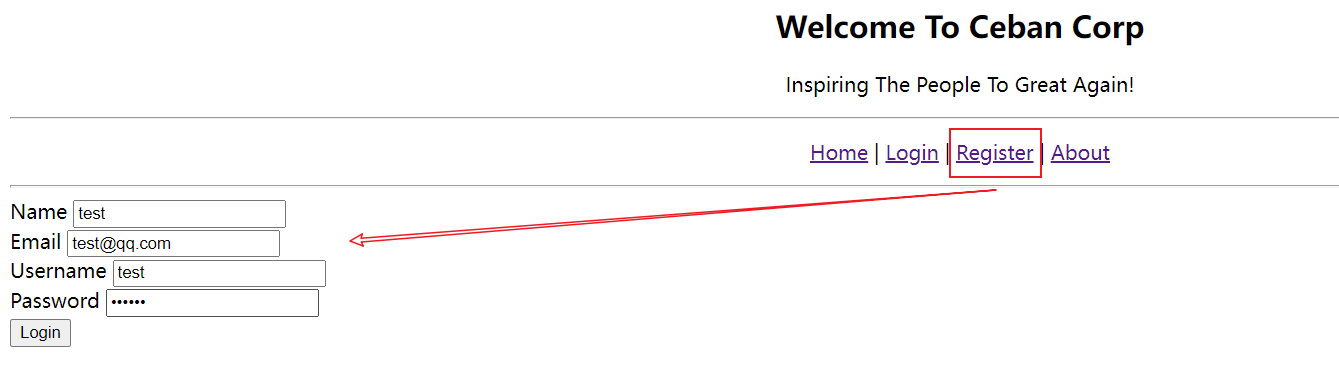 Welcome To Ceban Corp
Inspiring The People To Great Again!
Home | Login | Register | About
Name test
Email test@qq.com
Username test
Password ••••••
Login